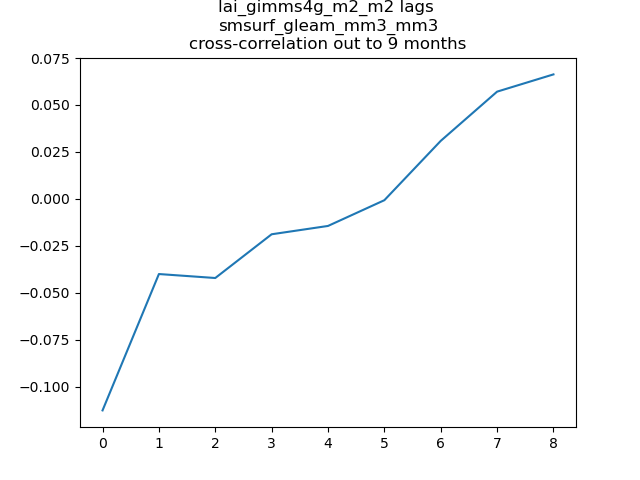 lai_gimms4g_m2_m2 lags
smsurf_gleam_mm3_mm3
cross-correlation out to 9 months
0.075
0.050
0.025
0.000
−0.025
−0.050
−0.075
−0.100
0 1 2 3 4 5 6 7 8